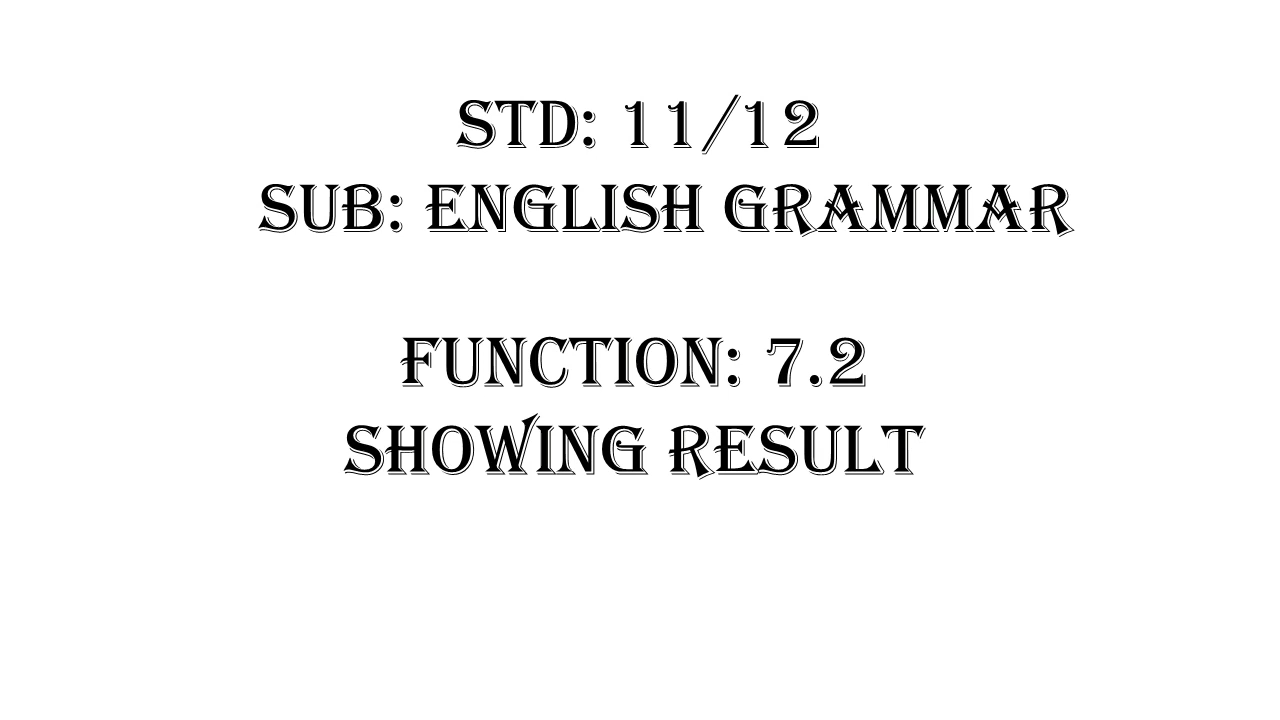 STD: 11/12
SUB: ENGLISH GRAMMAR
FUNCTION: 7.2
SHOWING RESULT